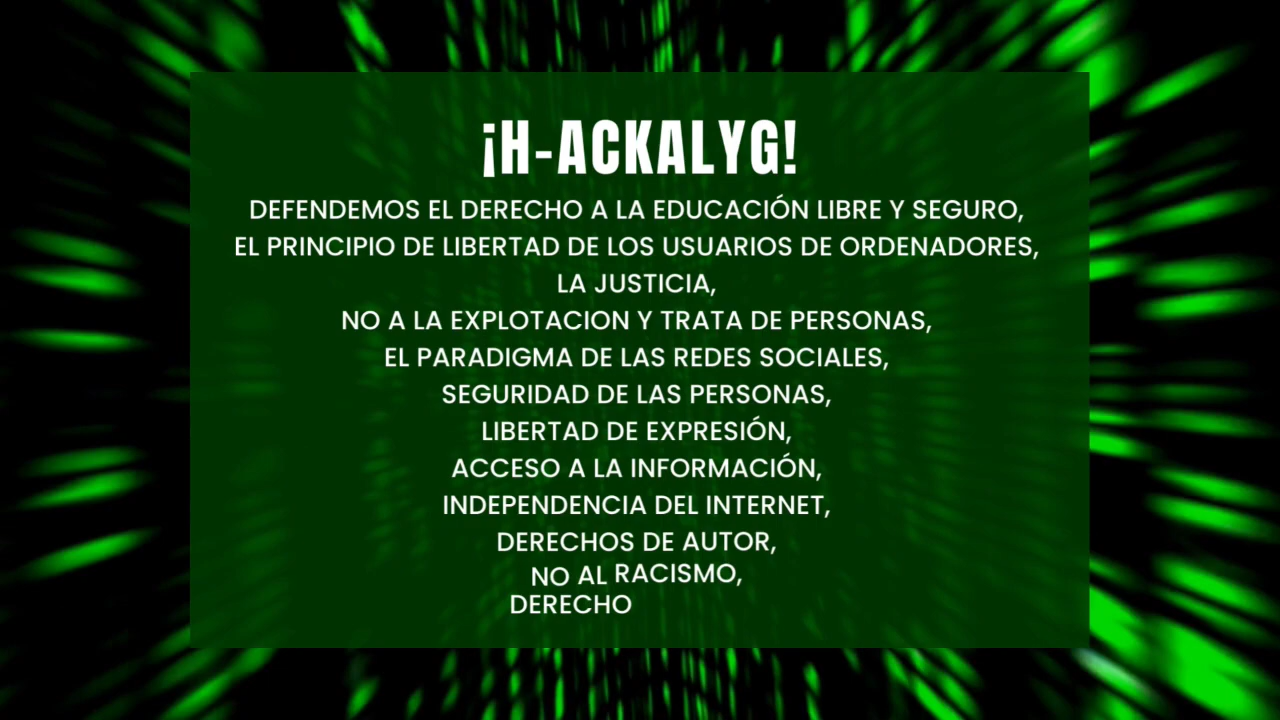 ¡H-ACKALYG!
DEFENDEMOS EL DERECHO A LA EDUCACIÓN LIBRE Y SEGURO,
EL PRINCIPIO DE LIBERTAD DE LOS USUARIOS DE ORDENADORES,
LA JUSTICIA,
NO A LA EXPLOTACION Y TRATA DE PERSONAS,
EL PARADIGMA DE LAS REDES SOCIALES,
SEGURIDAD DE LAS PERSONAS,
LIBERTAD DE EXPRESIÓN,
ACCESO A LA INFORMACIÓN,
INDEPENDENCIA DEL INTERNET,
DERECHOS DE AUTOR,
NO AL RACISMO,
DERECHO